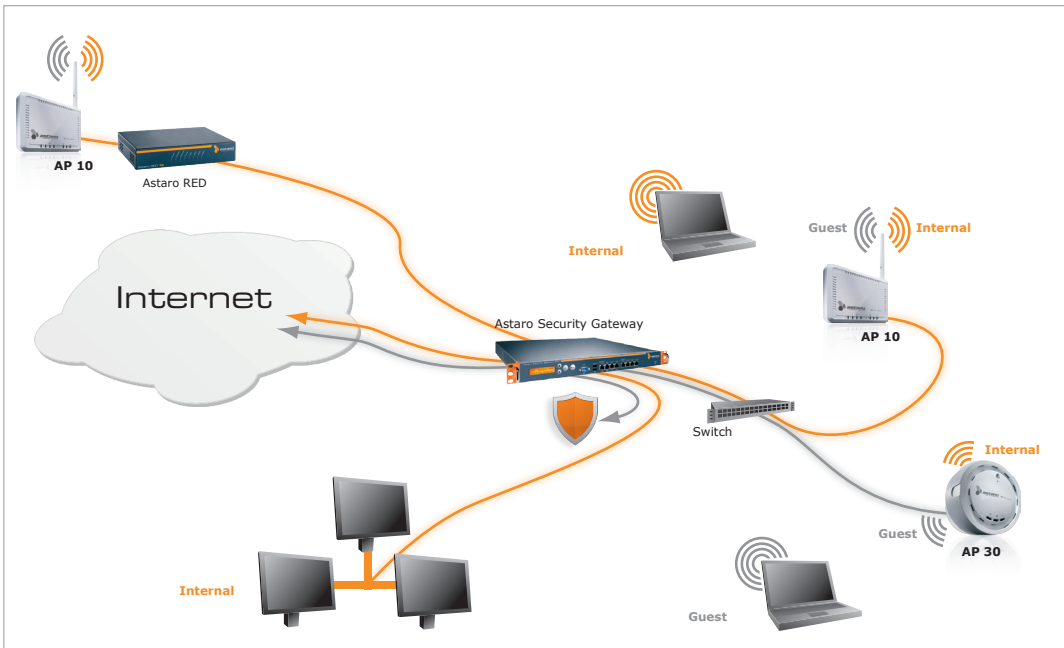 AP 10
Astaro RED
Internet
Astaro Security Gateway
Internal
Guest
Internal
AP 10
Switch
Internal
Guest
AP 30
Internal
Guest